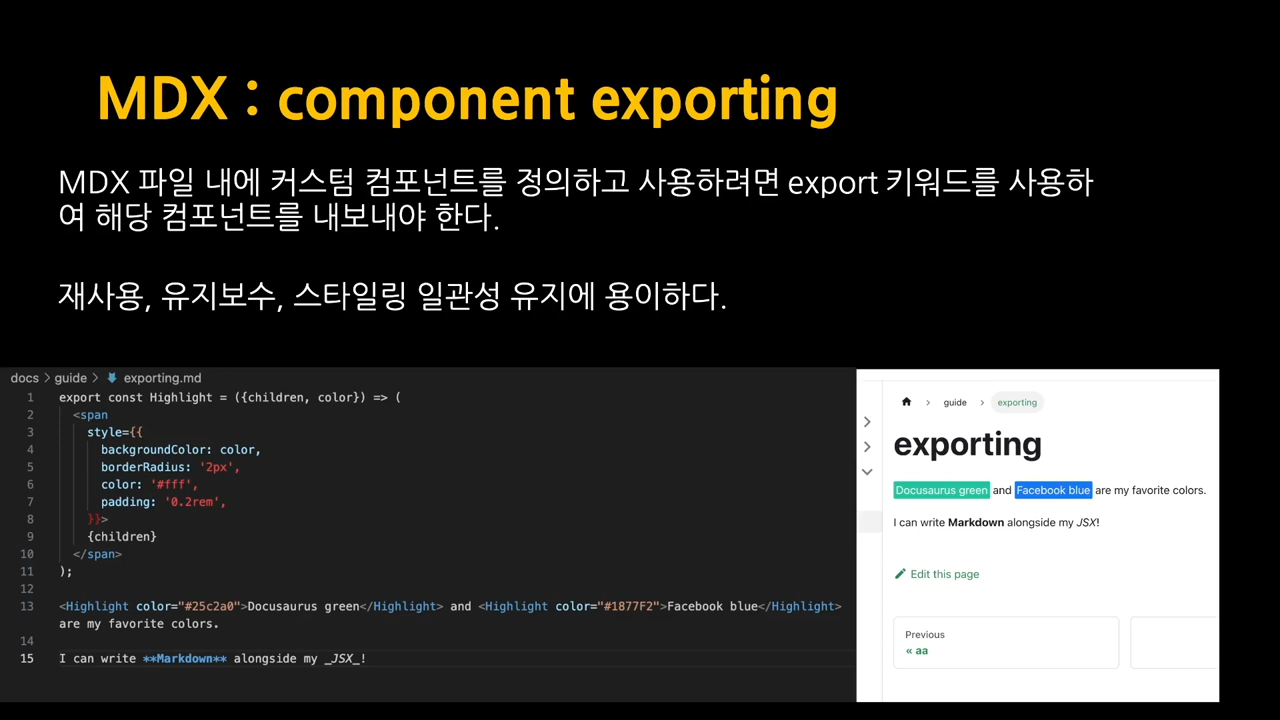 MDX : component exporting
MDX 파일 내에 커스텀 컴포넌트를 정의하고 사용하려면 export 키워드를 사용하
여 해당 컴포넌트를 내보내야 한다.
재사용, 유지보수, 스타일링 일관성 유지에 용이하다.
docs > guide > exporting.md
1 export const Highlight = ({children, color}) => (
2 <span
3 style={{
4 backgroundColor: color,
5 borderRadius: '2px',
6 color: '#fff',
7 padding: '0.2rem',
8 }}>
9 {children}
10 </span>
11 );
12
13 <Highlight color="#25c2a0">Docusaurus green</Highlight> and <Highlight color="#1877F2">Facebook blue</Highlight>
are my favorite colors.
14
15 I can write **Markdown** alongside my _JSX_!
guide > exporting
exporting
Docusaurus green and Facebook blue are my favorite colors.
I can write Markdown alongside my JSX!
Edit this page
Previous
« aa